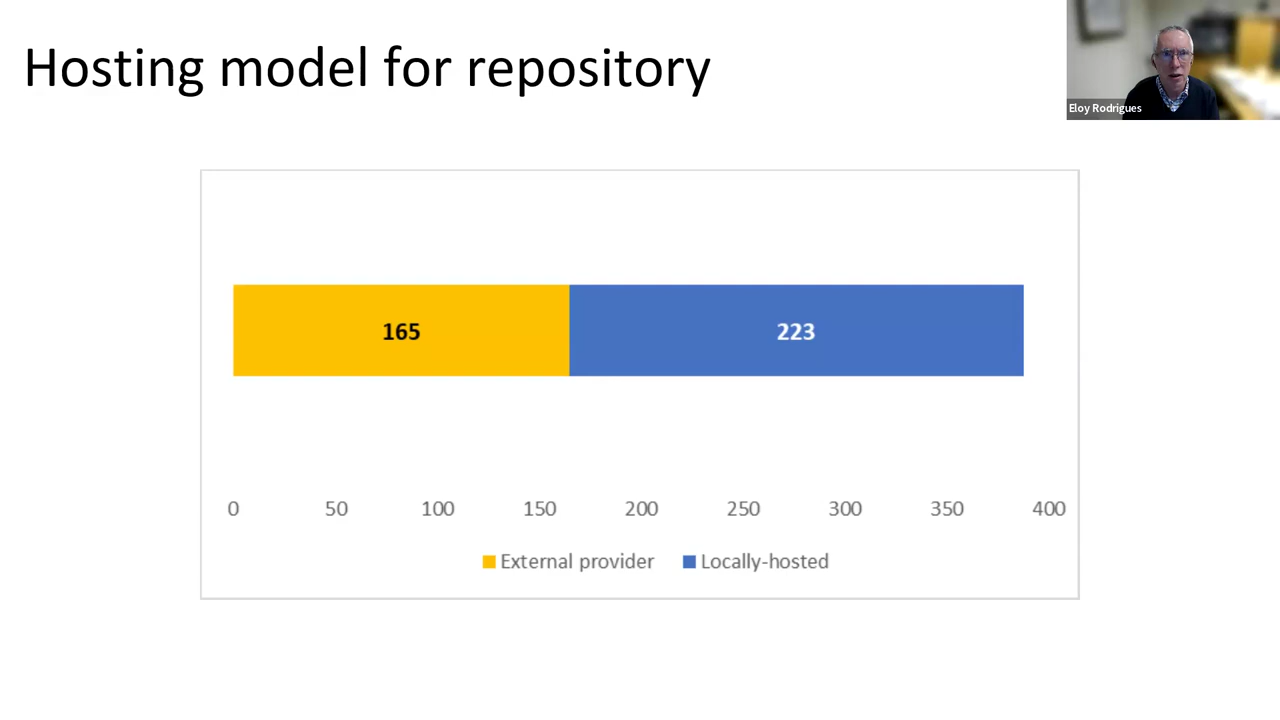 Hosting model for repository
Eloy Rodrigues
165 223
0 50 100 150 200 250 300 350 400
External provider Locally-hosted